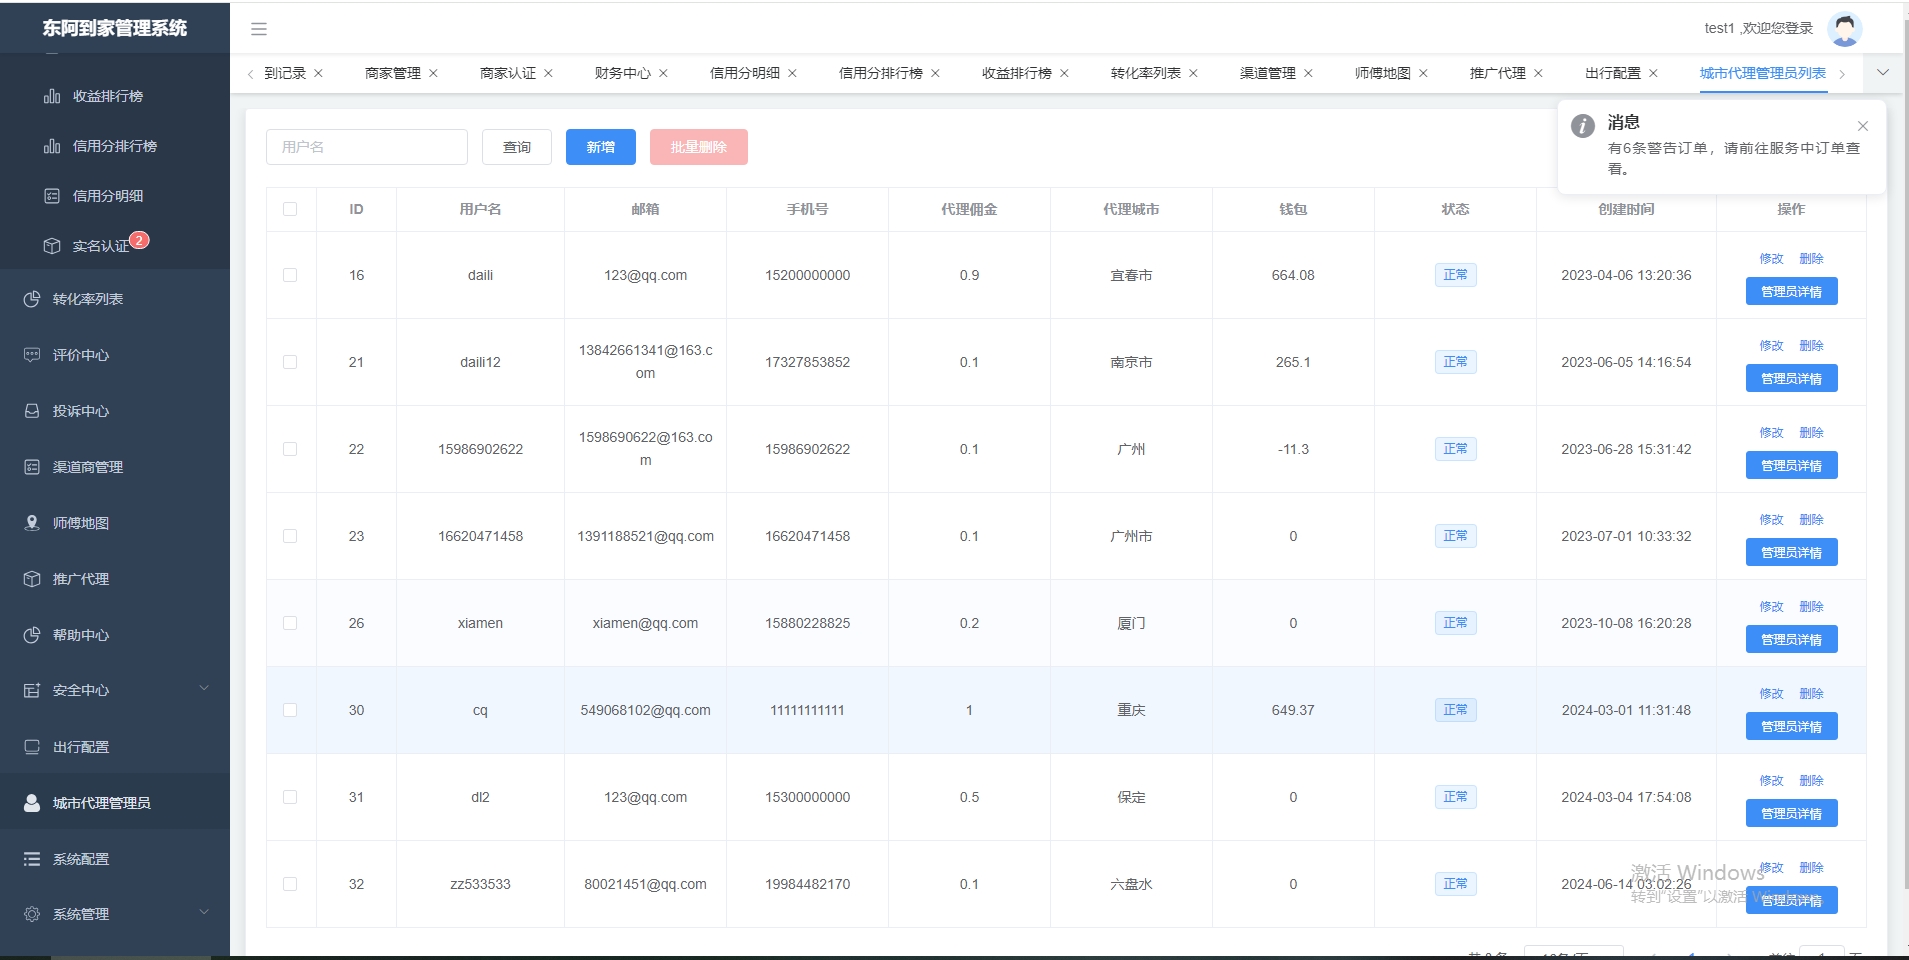 东阿到家管理系统
test1 ,欢迎您登录
到记录 商家管理 商家认证 财务中心 信用分明细 信用分排行榜 收益排行榜 转化率列表 渠道管理 师傅地图 推广代理 出行配置 城市代理管理员列表
收益排行榜
信用分排行榜
信用分明细
实名认证 2
转化率列表
评价中心
投诉中心
渠道商管理
师傅地图
推广代理
帮助中心
安全中心
出行配置
城市代理管理员
系统配置
系统管理
消息
有6条警告订单，请前往服务中订单查
看。
用户名 查询 新增 批量删除
ID 用户名 邮箱 手机号 代理佣金 代理城市 钱包 状态 创建时间 操作
16 daili 123@qq.com 15200000000 0.9 宜春市 664.08 正常 2023-04-06 13:20:36 修改 删除
管理员详情
21 daili12 13842661341@163.c
om 17327853852 0.1 南京市 265.1 正常 2023-06-05 14:16:54 修改 删除
管理员详情
22 15986902622 1598690622@163.co
m 15986902622 0.1 广州 -11.3 正常 2023-06-28 15:31:42 修改 删除
管理员详情
23 16620471458 1391188521@qq.com 16620471458 0.1 广州市 0 正常 2023-07-01 10:33:32 修改 删除
管理员详情
26 xiamen xiamen@qq.com 15880228825 0.2 厦门 0 正常 2023-10-08 16:20:28 修改 删除
管理员详情
30 cq 549068102@qq.com 11111111111 1 重庆 649.37 正常 2024-03-01 11:31:48 修改 删除
管理员详情
31 dl2 123@qq.com 15300000000 0.5 保定 0 正常 2024-03-04 17:54:08 修改 删除
管理员详情
32 zz533533 80021451@qq.com 19984482170 0.1 六盘水 0 正常 2024-06-14 03:02:26 修改 删除
管理员详情
激活 Windows
转到"设置"以激活 Windows